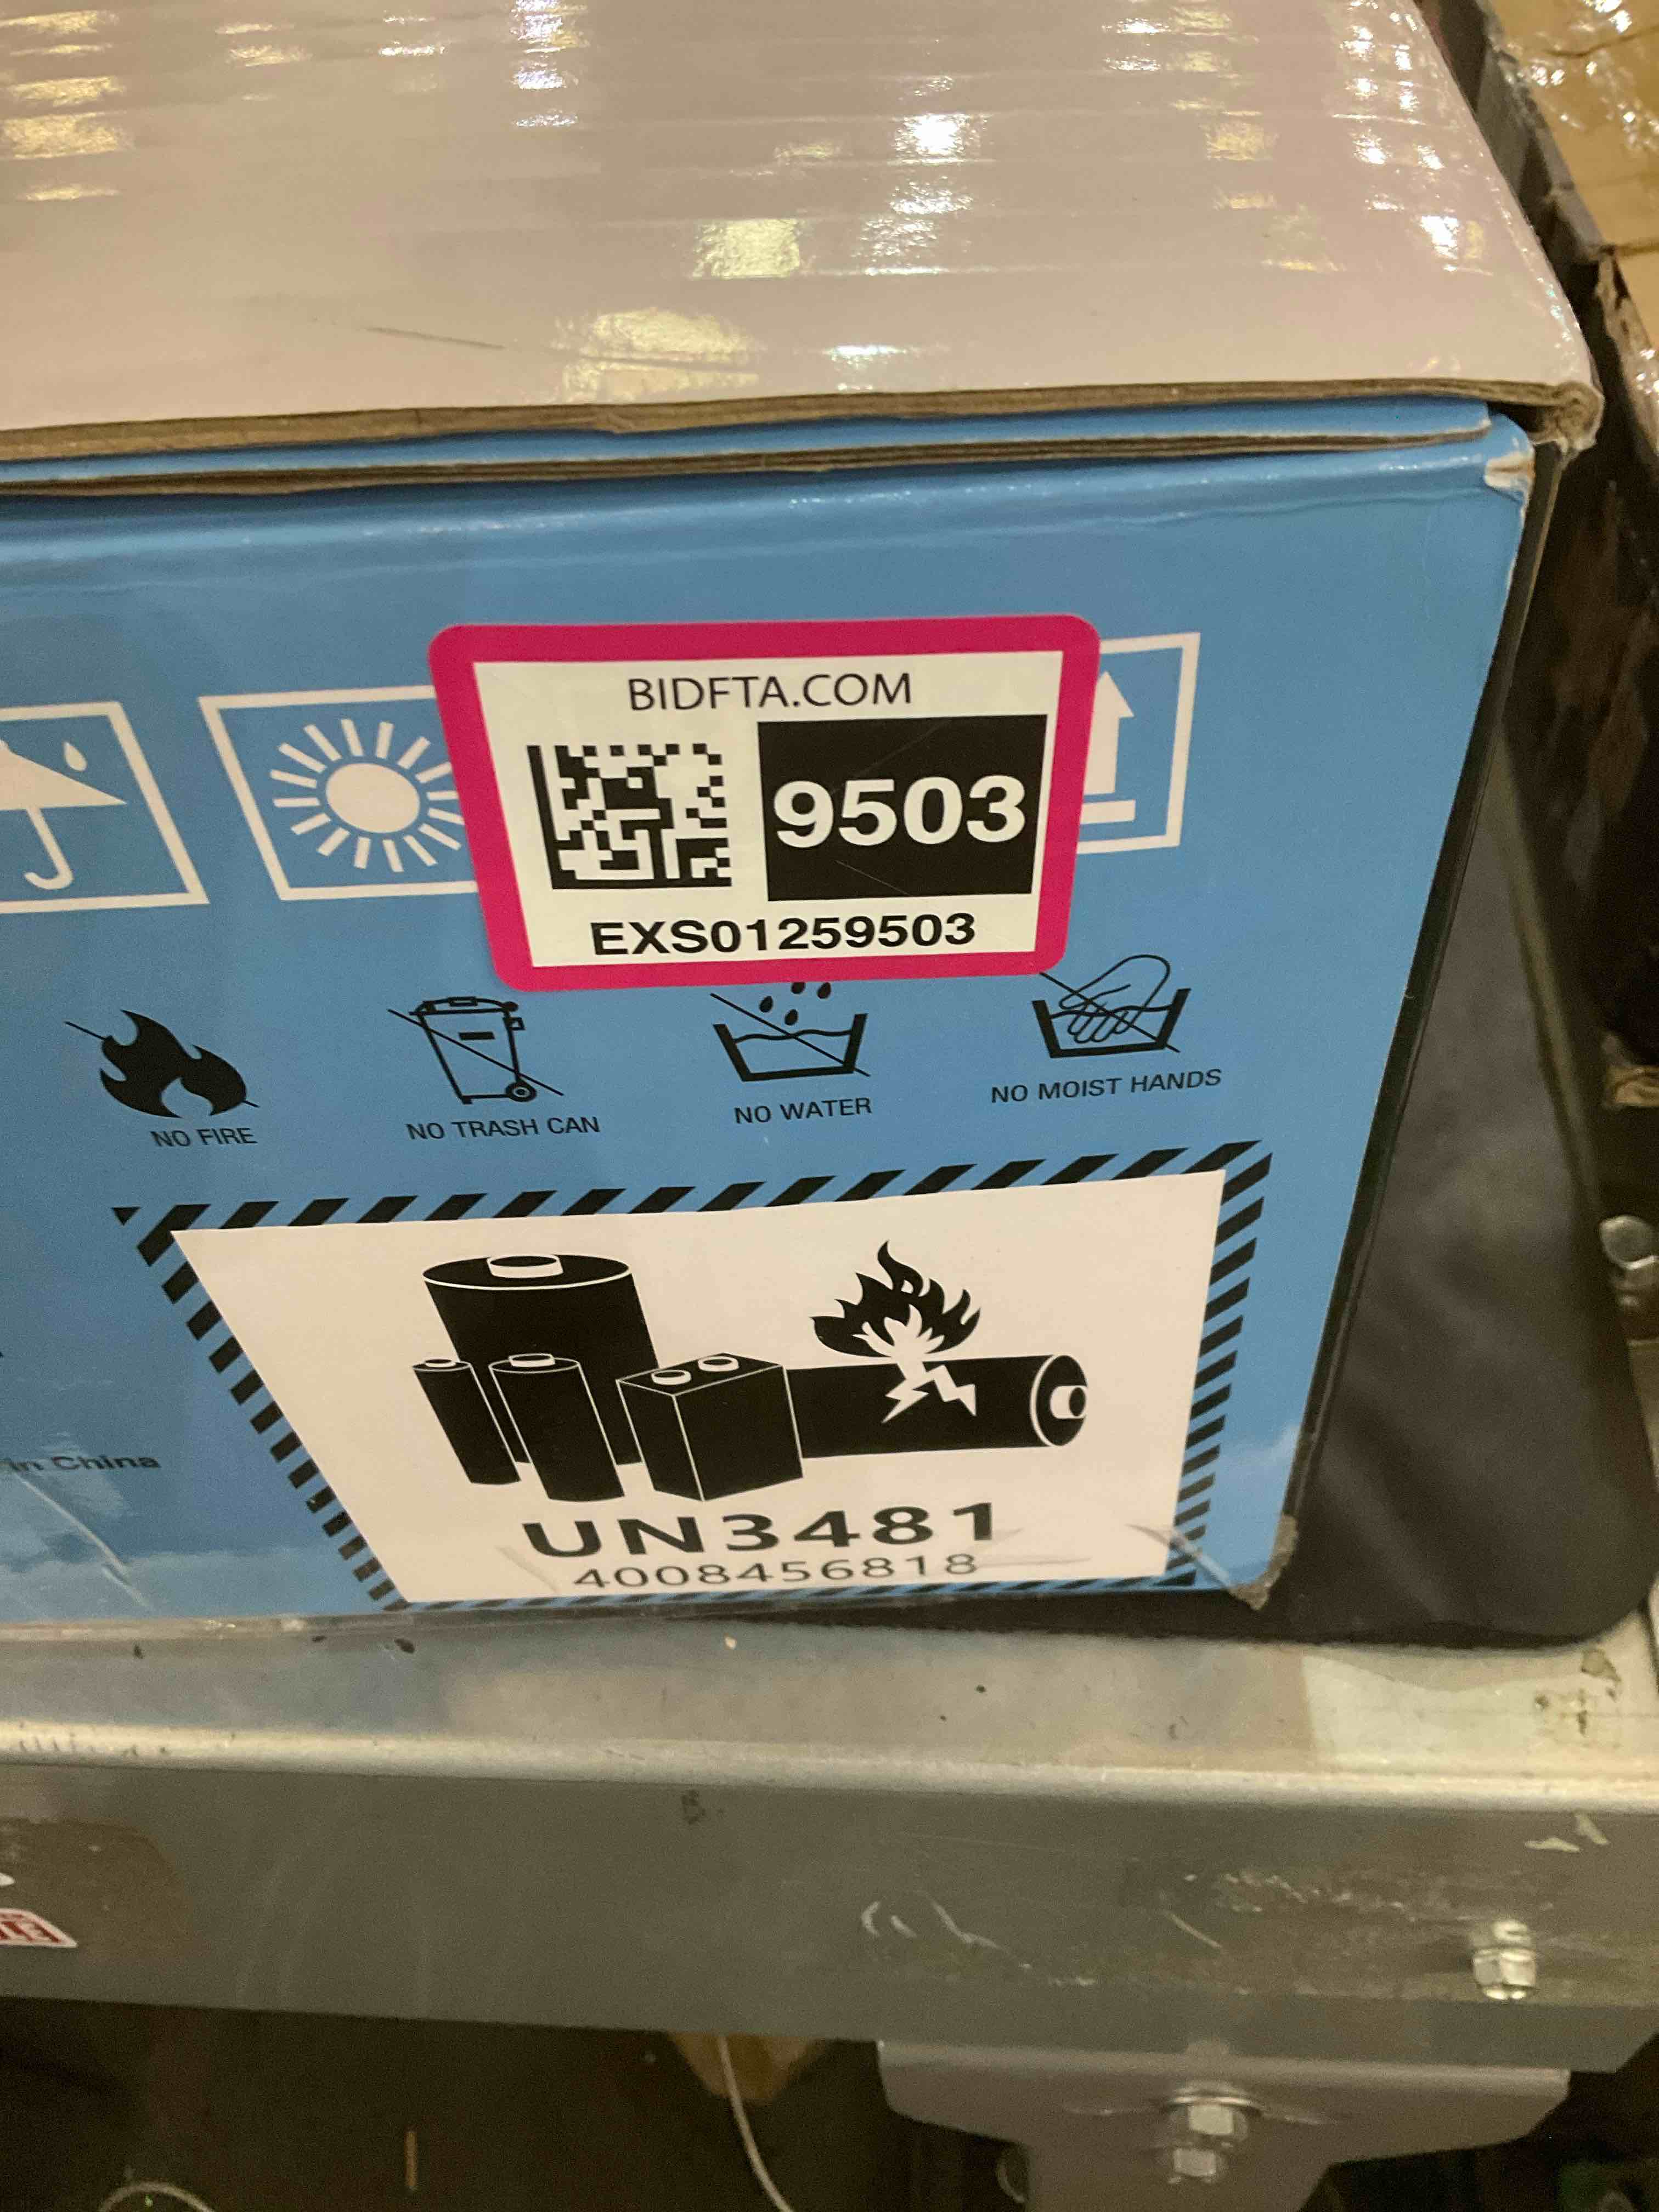 BIDFTA.COM
9503
EXS01259503
NO FIRE
NO TRASH CAN
NO WATER
NO MOIST HANDS
in China
UN3481
4008456818